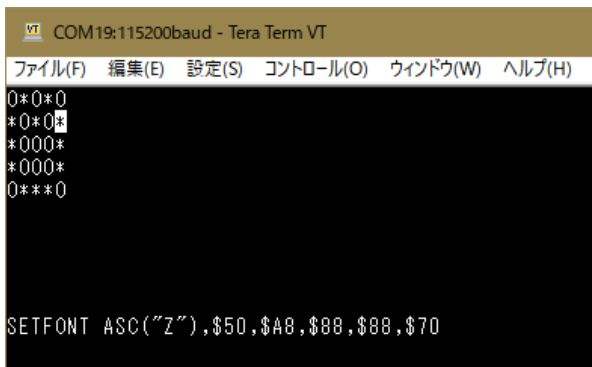 COM19:115200baud - Tera Term VT
ファイル(F) 編集(E) 設定(S) コントロール(O) ウィンドウ(W) ヘルプ(H)
0*0*0
*0*0*
*000*
*000*
0***0
SETFONT ASC("Z"),$50,$A8,$88,$88,$70